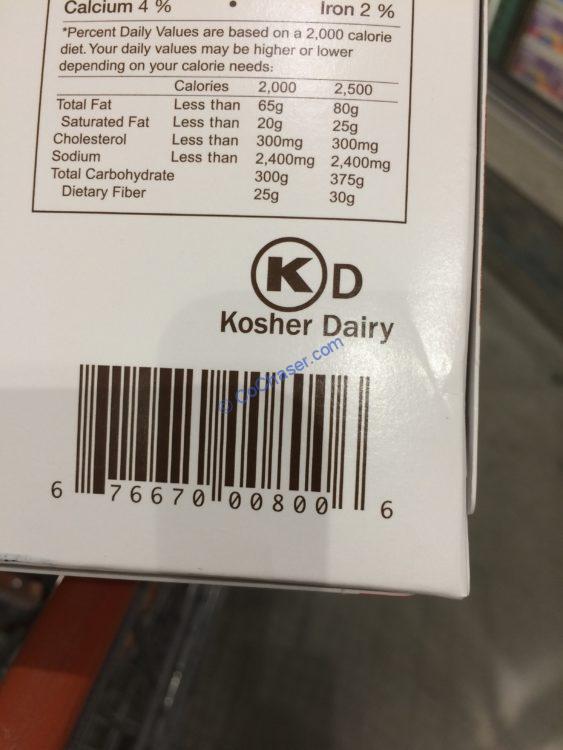 Calcium 4 % • Iron 2 %
*Percent Daily Values are based on a 2,000 calorie
diet. Your daily values may be higher or lower
depending on your calorie needs:
Calories 2,000 2,500
Total Fat Less than 65g 80g
Saturated Fat Less than 20g 25g
Cholesterol Less than 300mg 300mg
Sodium Less than 2,400mg 2,400mg
Total Carbohydrate 300g 375g
Dietary Fiber 25g 30g
K D
Kosher Dairy
© CoChaser.com
6 76670 00800 6